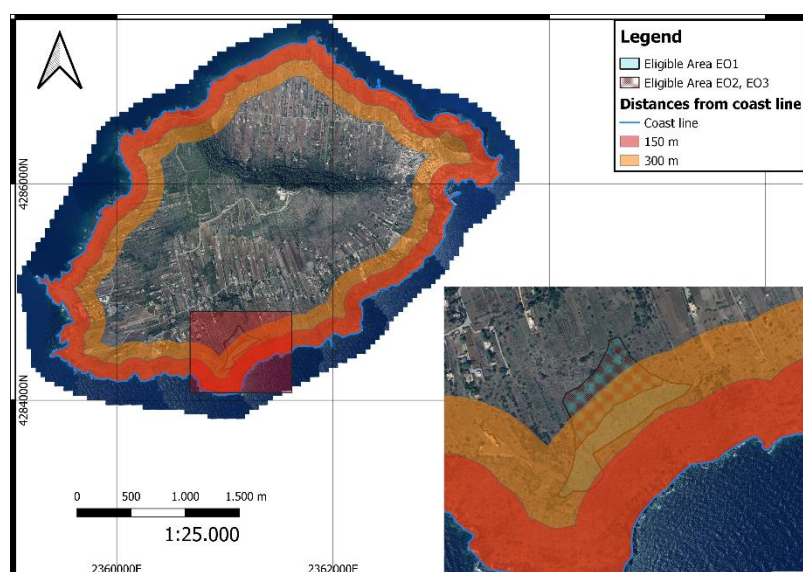 Legend
Eligible Area EO1
Eligible Area EO2, EO3
Distances from coast line
Coast line
150 m
300 m
4286000N
4284000N
0 500 1.000 1.500 m
1:25.000
2360000E 2362000E